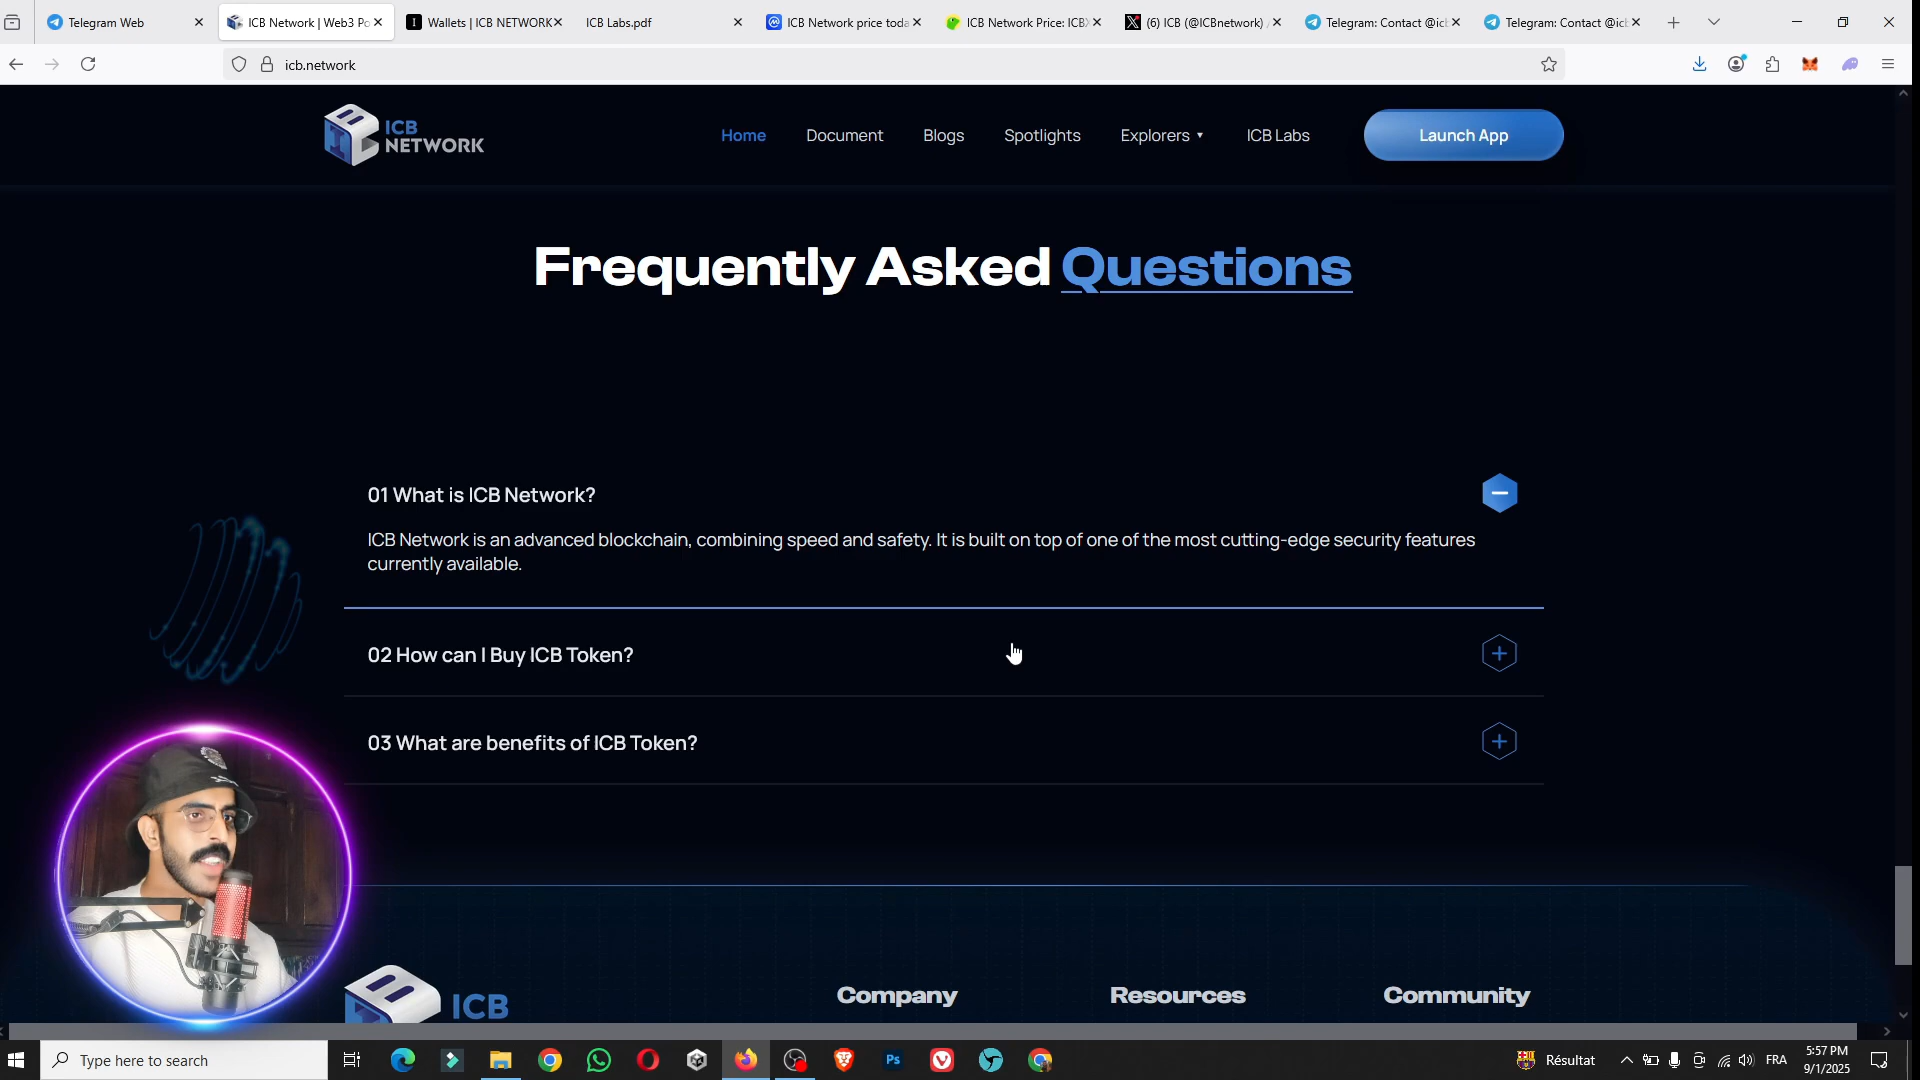 Telegram Web
ICB Network | Web3 Po
Wallets | ICB NETWORK
ICB Labs.pdf
ICB Network price toda
ICB Network Price: ICBX
(6) ICB (@ICBnetwork) /
Telegram: Contact @icb
Telegram: Contact @icb
icb.network
ICB
NETWORK
Home
Document
Blogs
Spotlights
Explorers
ICB Labs
Launch App
Frequently Asked Questions
01 What is ICB Network?
ICB Network is an advanced blockchain, combining speed and safety. It is built on top of one of the most cutting-edge security features
currently available.
02 How can I Buy ICB Token?
03 What are benefits of ICB Token?
ICB
Company
Resources
Community
Type here to search
Ps
Résultat
FRA
5:57 PM
9/1/2025